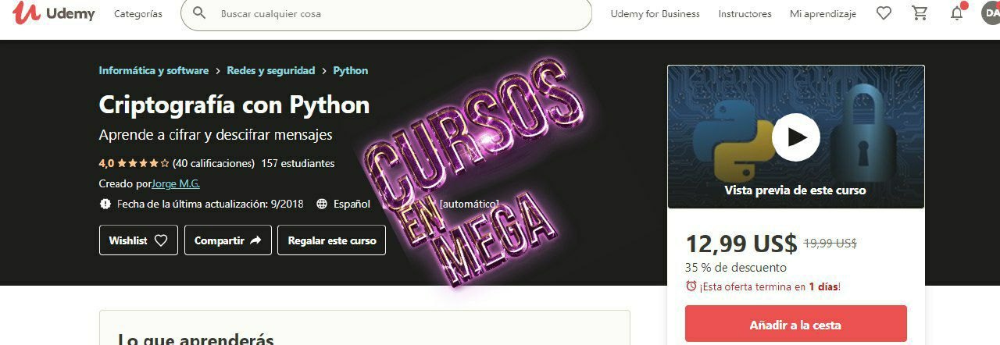 Udemy
Categorías
Buscar cualquier cosa
Udemy for Business
Instructores
Mi aprendizaje
DA
Informática y software > Redes y seguridad > Python
Criptografía con Python
Aprende a cifrar y descifrar mensajes
4,0 (40 calificaciones) 157 estudiantes
Creado porJorge M.G.
Fecha de la última actualización: 9/2018 Español [automático]
Wishlist
Compartir
Regalar este curso
CURSOS
EN
MEGA
Vista previa de este curso
12,99 US$ 19,99 US$
35 % de descuento
¡Esta oferta termina en 1 días!
Añadir a la cesta
Lo que aprenderás